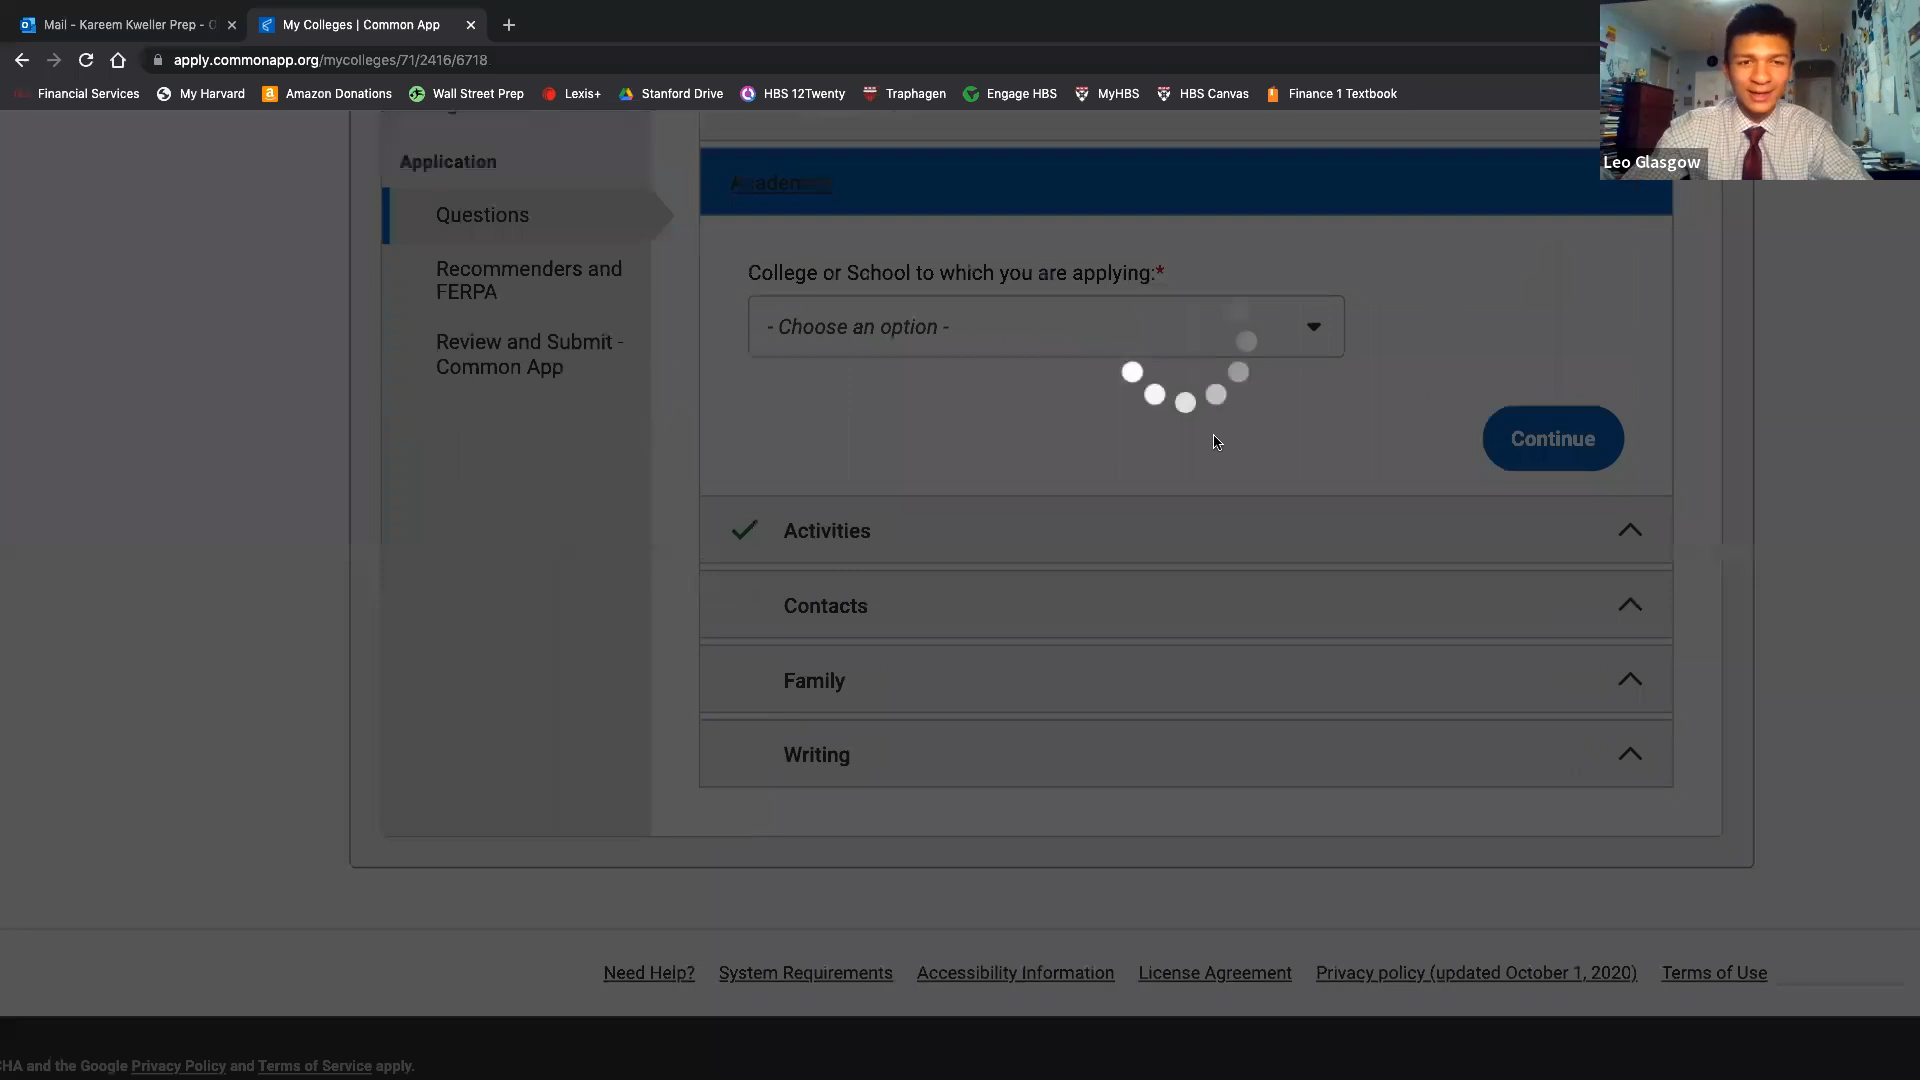 Mail - Kareem Kweller Prep - O
My Colleges | Common App
apply.commonapp.org/mycolleges/71/2416/6718
Financial Services
My Harvard
Amazon Donations
Wall Street Prep
Lexis+
Stanford Drive
HBS 12Twenty
Traphagen
Engage HBS
MyHBS
HBS Canvas
Finance 1 Textbook
Leo Glasgow
Application
Questions
Recommenders and
FERPA
Review and Submit -
Common App
Academics
College or School to which you are applying:*
- Choose an option -
Continue
Activities
Contacts
Family
Writing
Need Help?
System Requirements
Accessibility Information
License Agreement
Privacy policy (updated October 1, 2020)
Terms of Use
CHA and the Google Privacy Policy and Terms of Service apply.